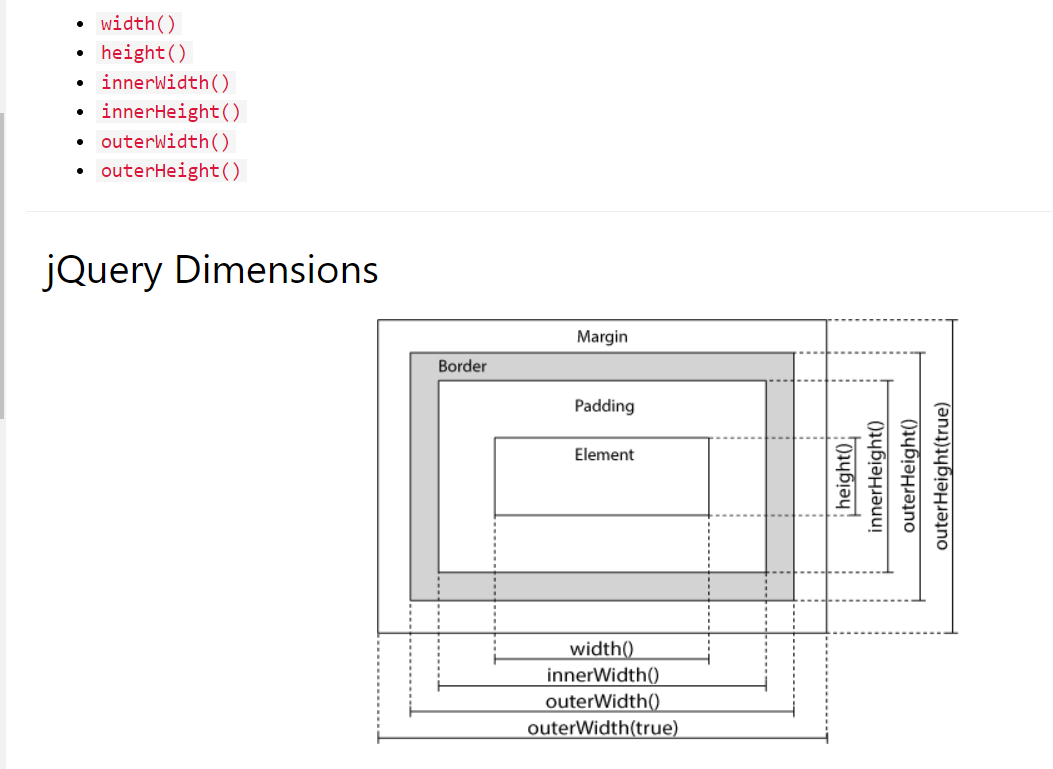 width()
height()
innerWidth()
innerHeight()
outerWidth()
outerHeight()
jQuery Dimensions
Margin
Border
Padding
Element
height()
innerHeight()
outerHeight()
outerHeight(true)
width()
innerWidth()
outerWidth()
outerWidth(true)